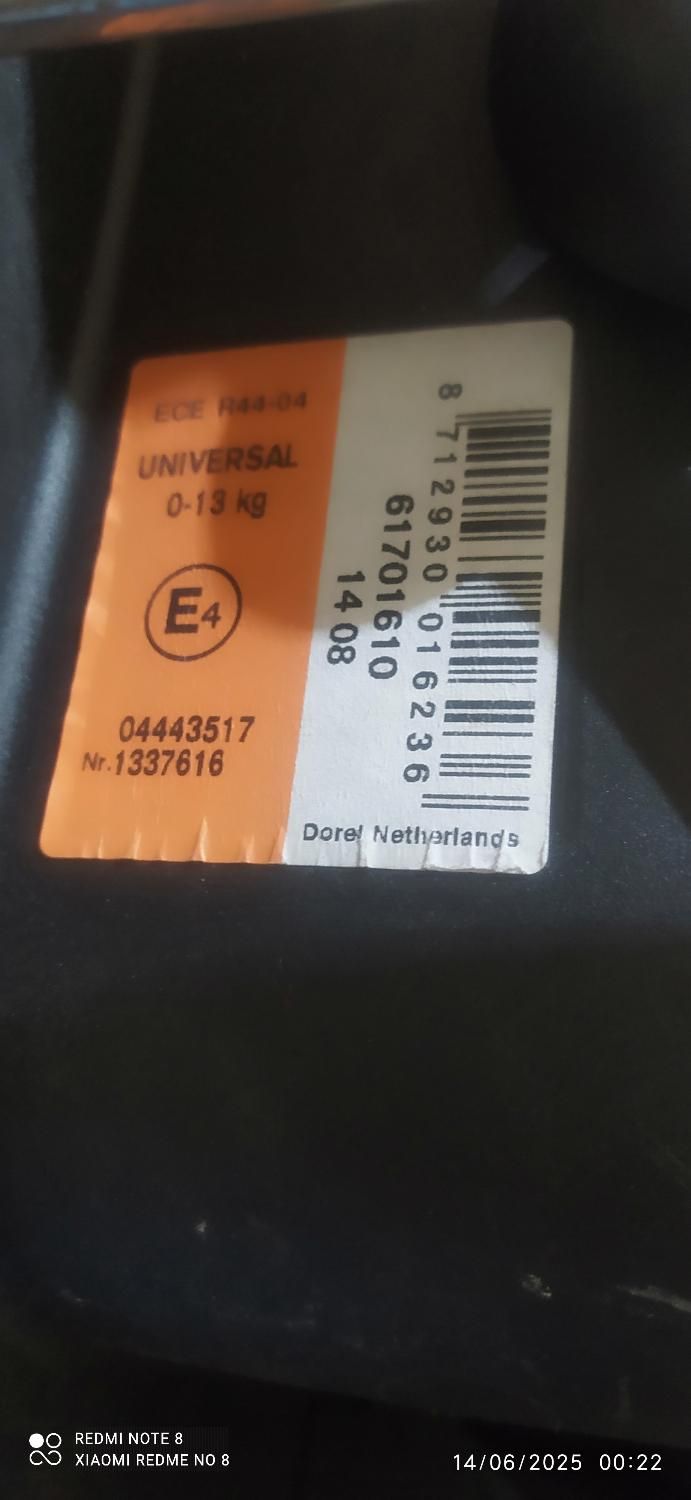 ECE R44-04
UNIVERSAL
0-13 kg
E4
04443517
Nr.1337616
8 712930 016236
61701610
14 08
Dorel Netherlands
REDMI NOTE 8
XIAOMI REDME NO 8
14/06/2025 00:22